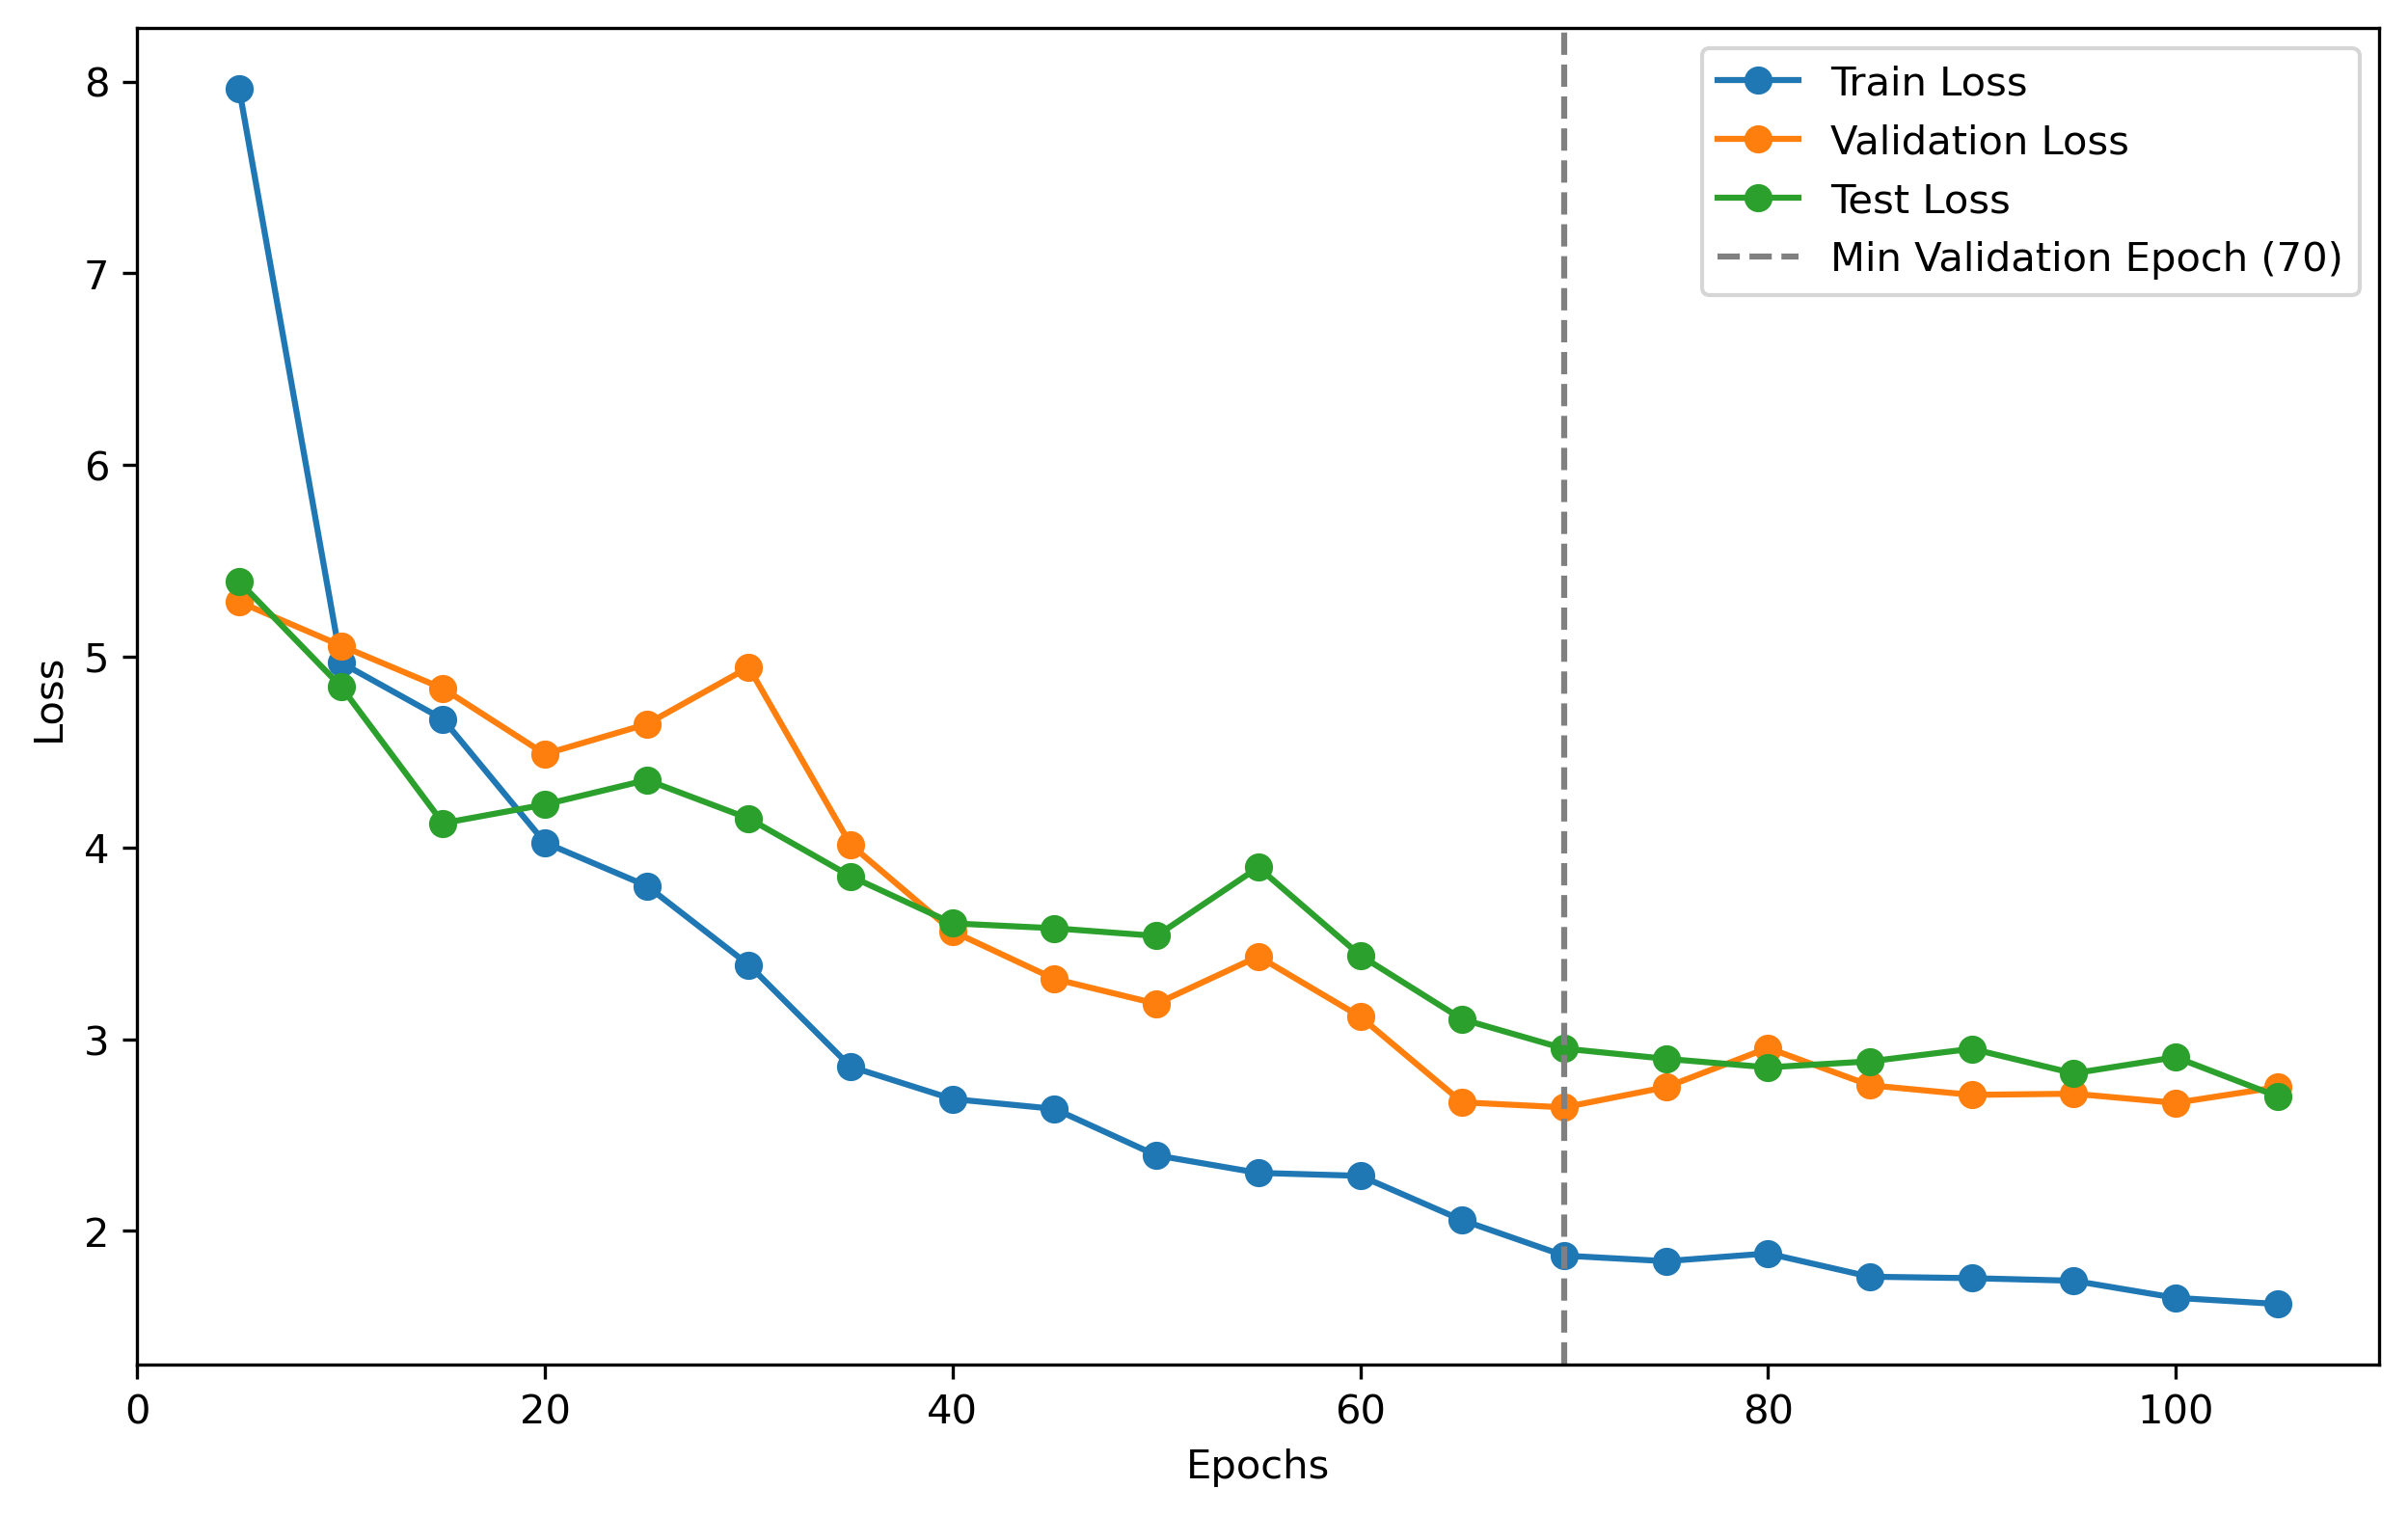 8
7
6
5
4
3
2
Loss
Train Loss
Validation Loss
Test Loss
Min Validation Epoch (70)
0 20 40 60 80 100
Epochs